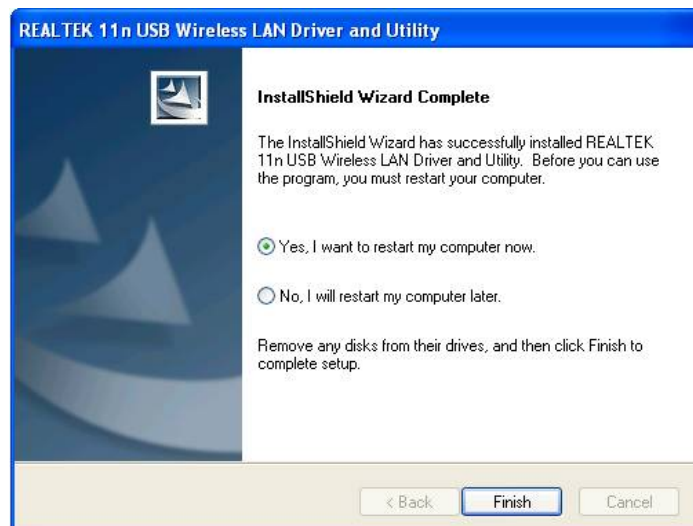 REALTEK 11n USB Wireless LAN Driver and Utility
InstallShield Wizard Complete
The InstallShield Wizard has successfully installed REALTEK
11n USB Wireless LAN Driver and Utility. Before you can use
the program, you must restart your computer.
Yes, I want to restart my computer now.
No, I will restart my computer later.
Remove any disks from their drives, and then click Finish to
complete setup.
< Back
Finish
Cancel